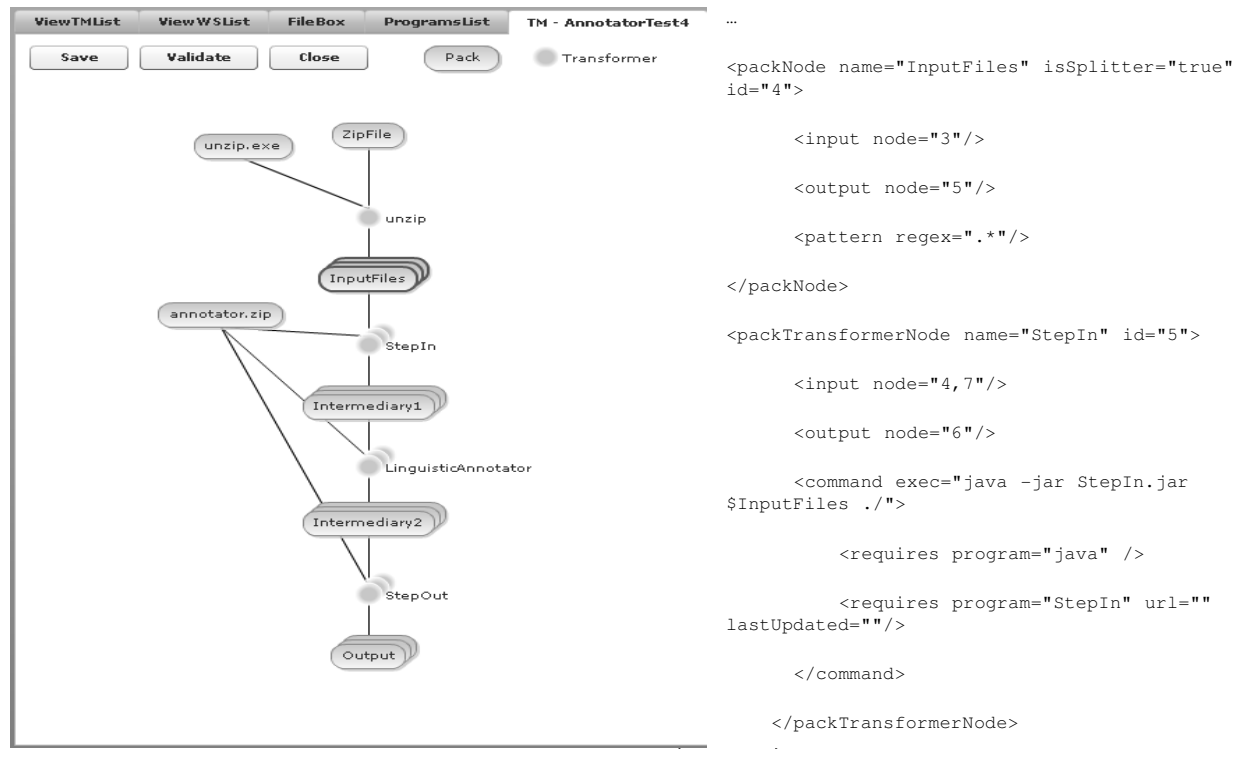 ViewTMList ViewWSList FileBox ProgramsList TM - AnnotatorTest4
Save Validate Close Pack Transformer
ZipFile
unzip.exe
unzip
InputFiles
annotator.zip
StepIn
Intermediary1
LinguisticAnnotator
Intermediary2
StepOut
Output
…
<packNode name="InputFiles" isSplitter="true"
id="4">
<input node="3"/>
<output node="5"/>
<pattern regex=".*"/>
</packNode>
<packTransformerNode name="StepIn" id="5">
<input node="4,7"/>
<output node="6"/>
<command exec="java –jar StepIn.jar
$InputFiles ./">
<requires program="java" />
<requires program="StepIn" url=""
lastUpdated=""/>
</command>
</packTransformerNode>